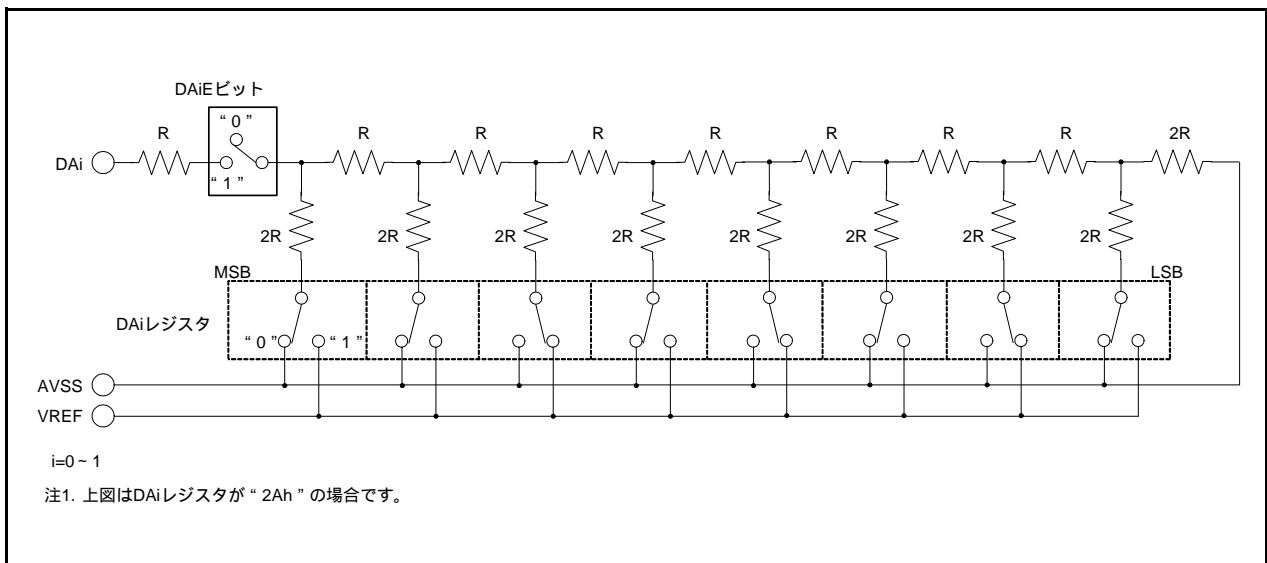 DAiEビット
“ 0 ”
R R R R R R R R 2R
DAi
“ 1 ”
2R 2R 2R 2R 2R 2R 2R 2R
MSB LSB
DAiレジスタ
“ 0 ” “ 1 ”
AVSS
VREF
i=0 ~ 1
注1. 上図はDAiレジスタが “ 2Ah ” の場合です。